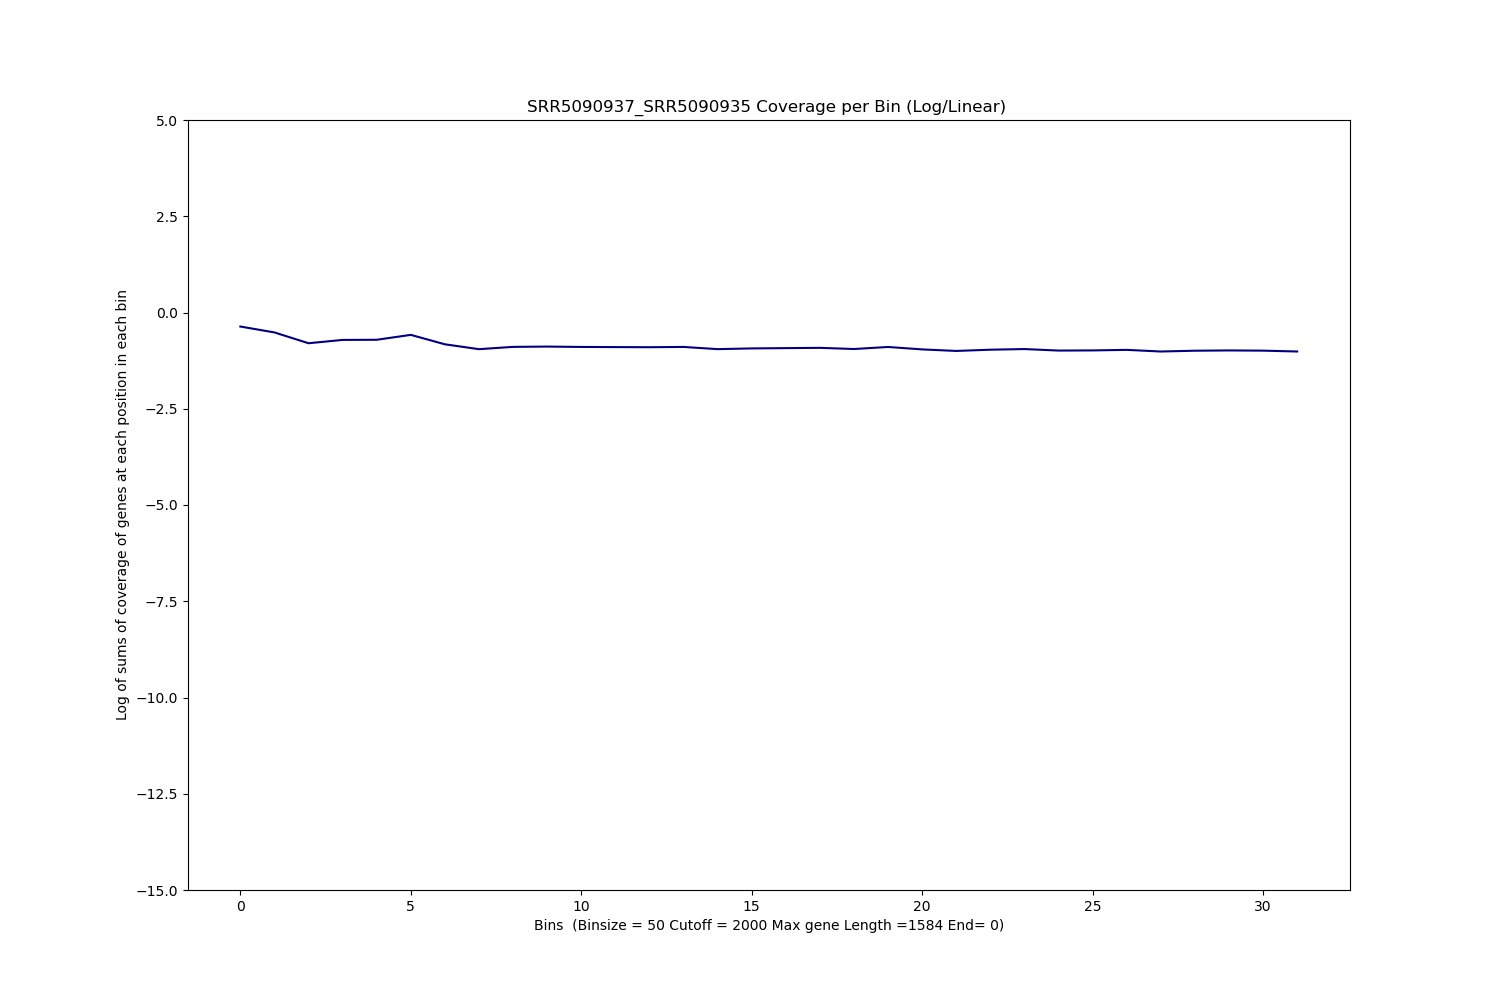 SRR5090937_SRR5090935 Coverage per Bin (Log/Linear)
Log of sums of coverage of genes at each position in each bin
5.0
2.5
0.0
−2.5
−5.0
−7.5
−10.0
−12.5
−15.0
0 5 10 15 20 25 30
Bins  (Binsize = 50 Cutoff = 2000 Max gene Length =1584 End= 0)